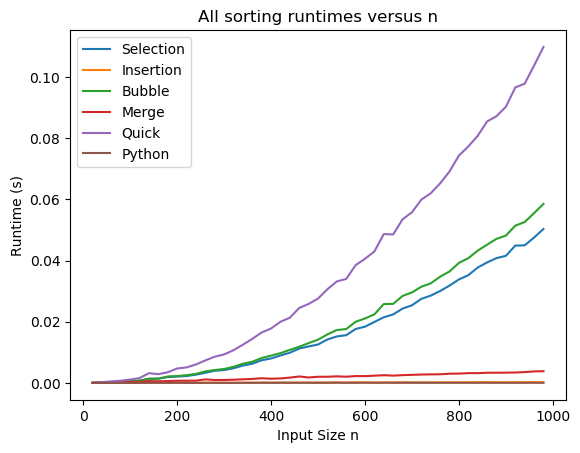 All sorting runtimes versus n
Selection
Insertion
Bubble
Merge
Quick
Python
Runtime (s)
0.10
0.08
0.06
0.04
0.02
0.00
0
200
400
600
800
1000
Input Size n